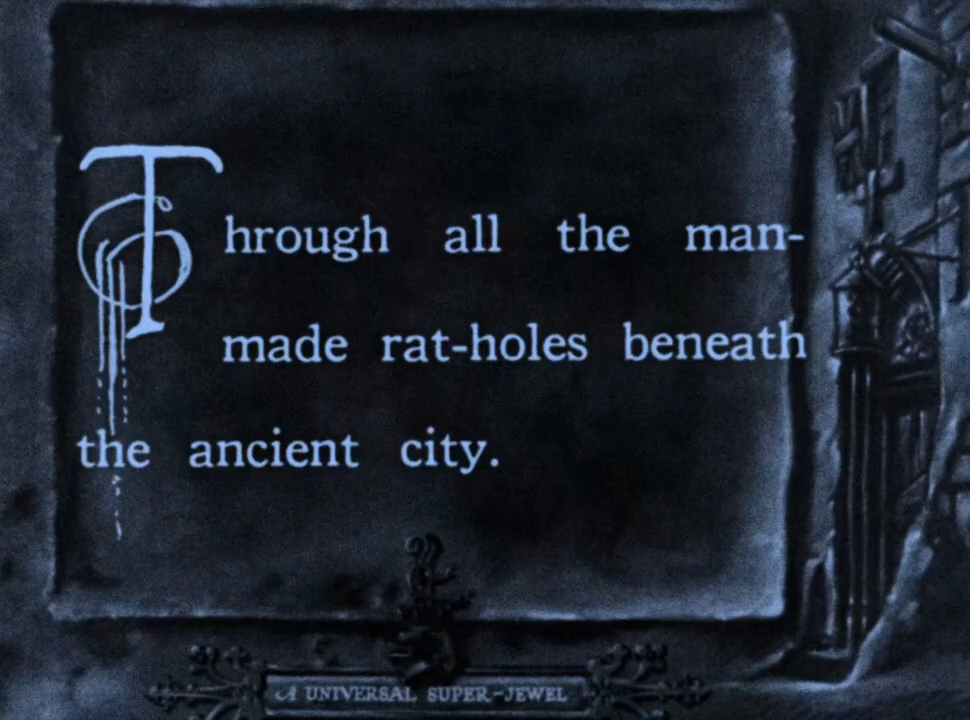 Through all the man-
made rat-holes beneath
the ancient city.
A UNIVERSAL SUPER-JEWEL